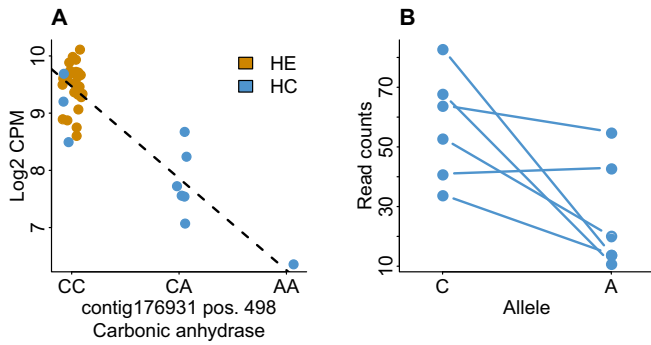 A
Log2 CPM
10
9
8
7
HE
HC
CC CA AA
contig176931 pos. 498
Carbonic anhydrase
B
Read counts
70
50
30
10
C A
Allele